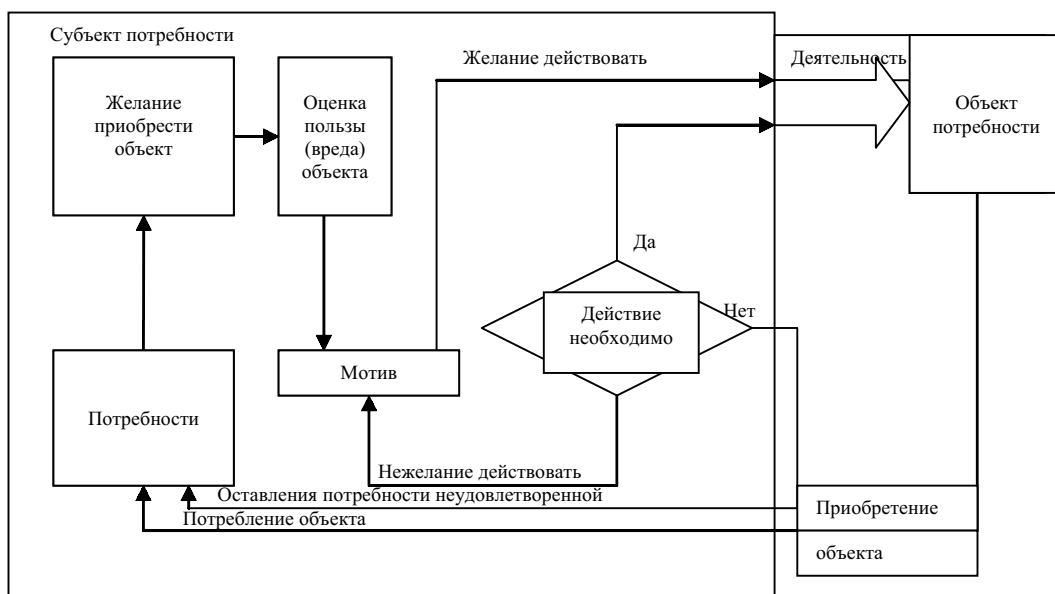 Субъект потребности
Желание действовать
Деятельность
Желание
приобрести
объект
Оценка
пользы
(вреда)
объекта
Объект
потребности
Да
Нет
Действие
необходимо
Мотив
Потребности
Нежелание действовать
Оставления потребности неудовлетворенной
Потребление объекта
Приобретение
объекта